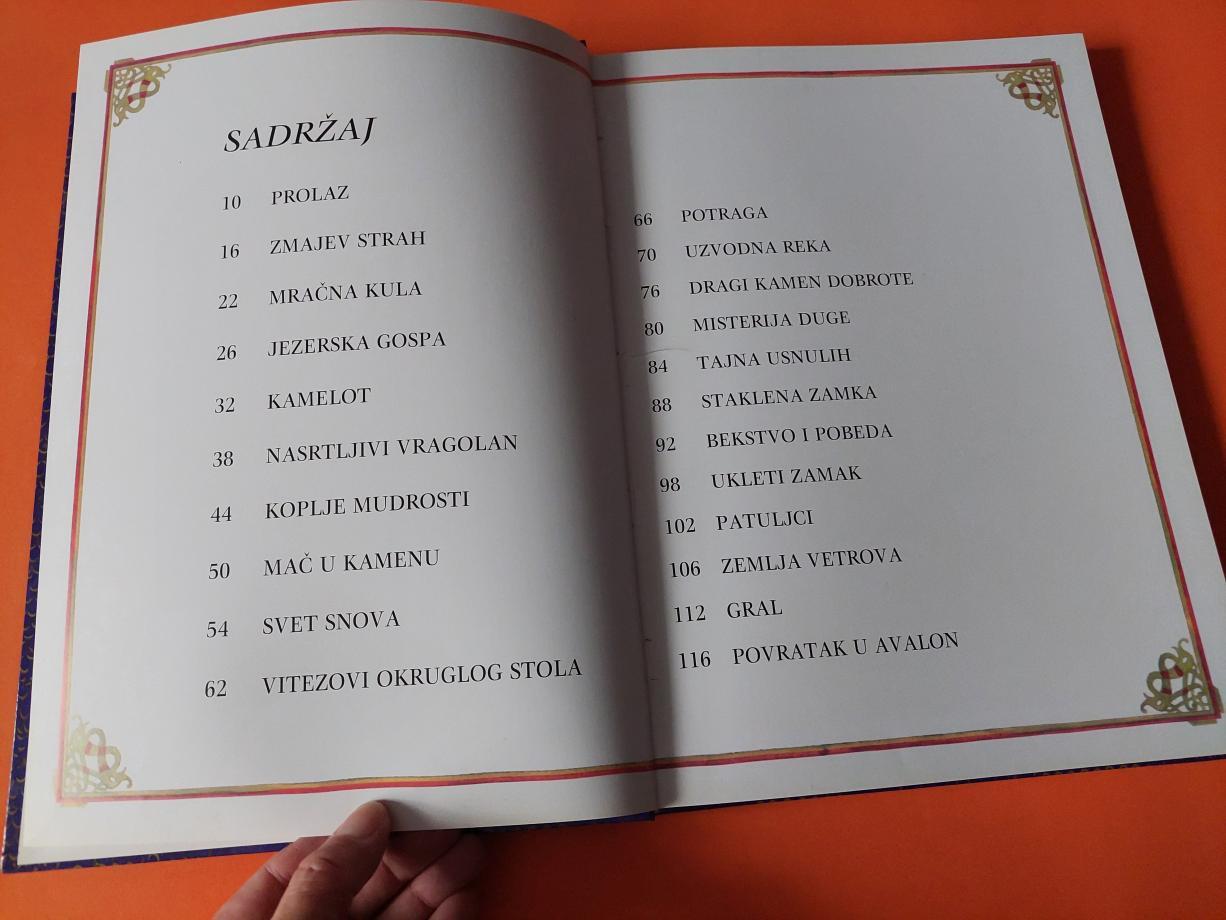 SADRŽAJ
10 PROLAZ
16 ZMAJEV STRAH
22 MRAČNA KULA
26 JEZERSKA GOSPA
32 KAMELOT
38 NASRTLJIVI VRAGOLAN
44 KOPLJE MUDROSTI
50 MAČ U KAMENU
54 SVET SNOVA
62 VITEZOVI OKRUGLOG STOLA
66 POTRAGA
70 UZVODNA REKA
76 DRAGI KAMEN DOBROTE
80 MISTERIJA DUGE
84 TAJNA USNULIH
88 STAKLENA ZAMKA
92 BEKSTVO I POBEDA
98 UKLETI ZAMAK
102 PATULJCI
106 ZEMLJA VETROVA
112 GRAL
116 POVRATAK U AVALON